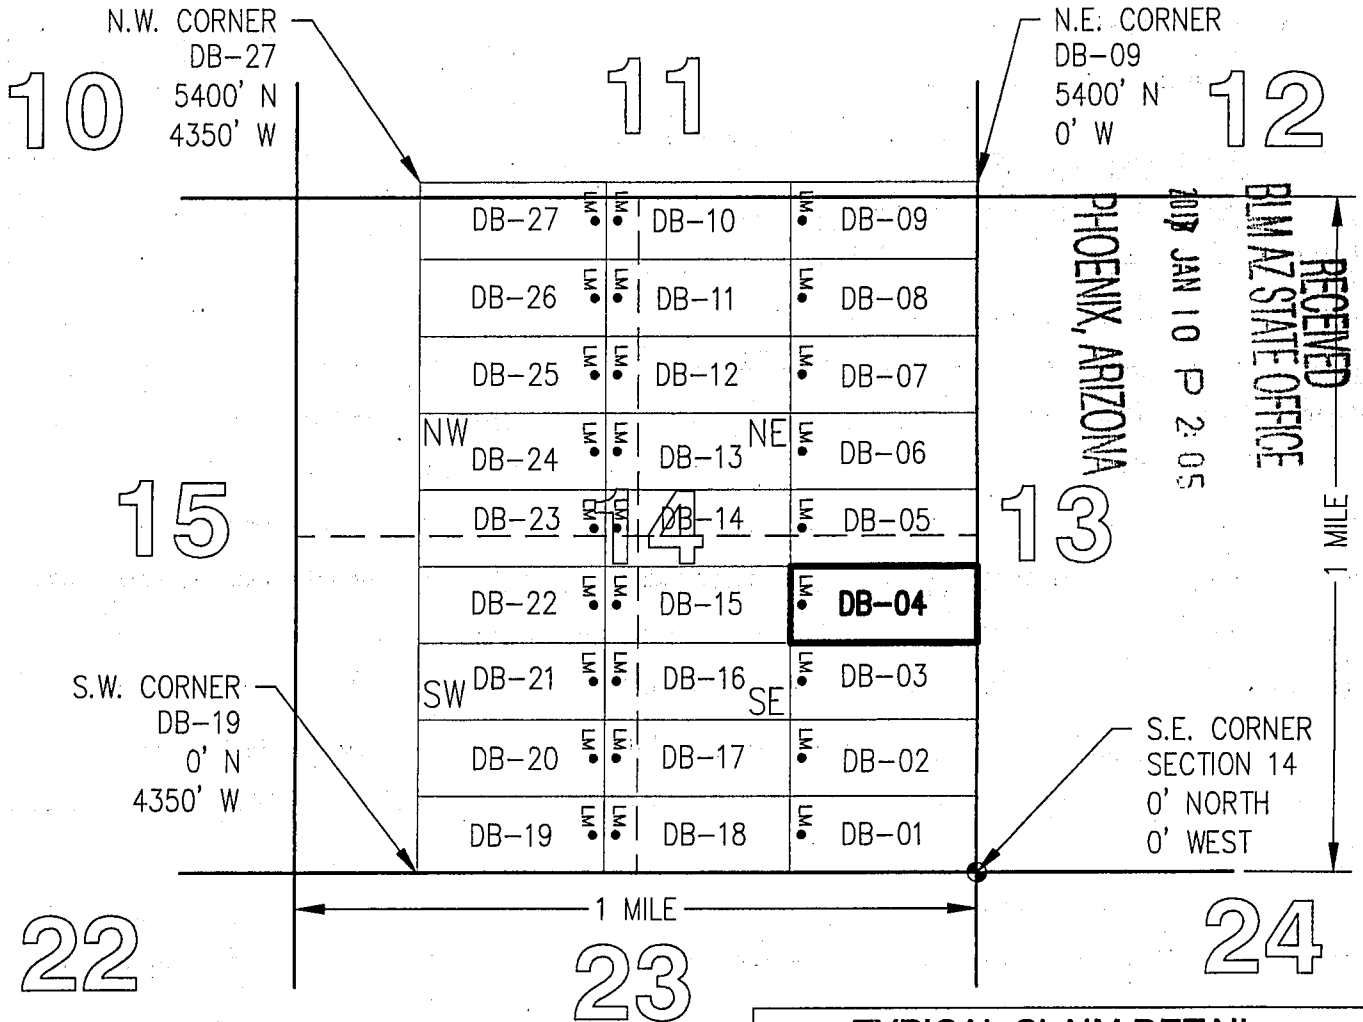 N.W. CORNER
DB-27
5400' N
4350' W
N.E. CORNER
DB-09
5400' N
0' W
10
11
12
LM DB-27 LM DB-10 LM DB-09
LM DB-26 LM DB-11 LM DB-08
LM DB-25 LM DB-12 LM DB-07
NW LM DB-24 LM DB-13 NE LM DB-06
LM DB-23 LM DB-14 LM DB-05
LM DB-22 LM DB-15 LM DB-04
SW LM DB-21 LM DB-16 SE LM DB-03
LM DB-20 LM DB-17 LM DB-02
LM DB-19 LM DB-18 LM DB-01
15
14
13
RECEIVED
BLM AZ STATE OFFICE
JAN 10 P 2:05
PHOENIX, ARIZONA
1 MILE
S.W. CORNER
DB-19
0' N
4350' W
S.E. CORNER
SECTION 14
0' NORTH
0' WEST
1 MILE
22
23
24
TYPICAL CLAIM DETAIL